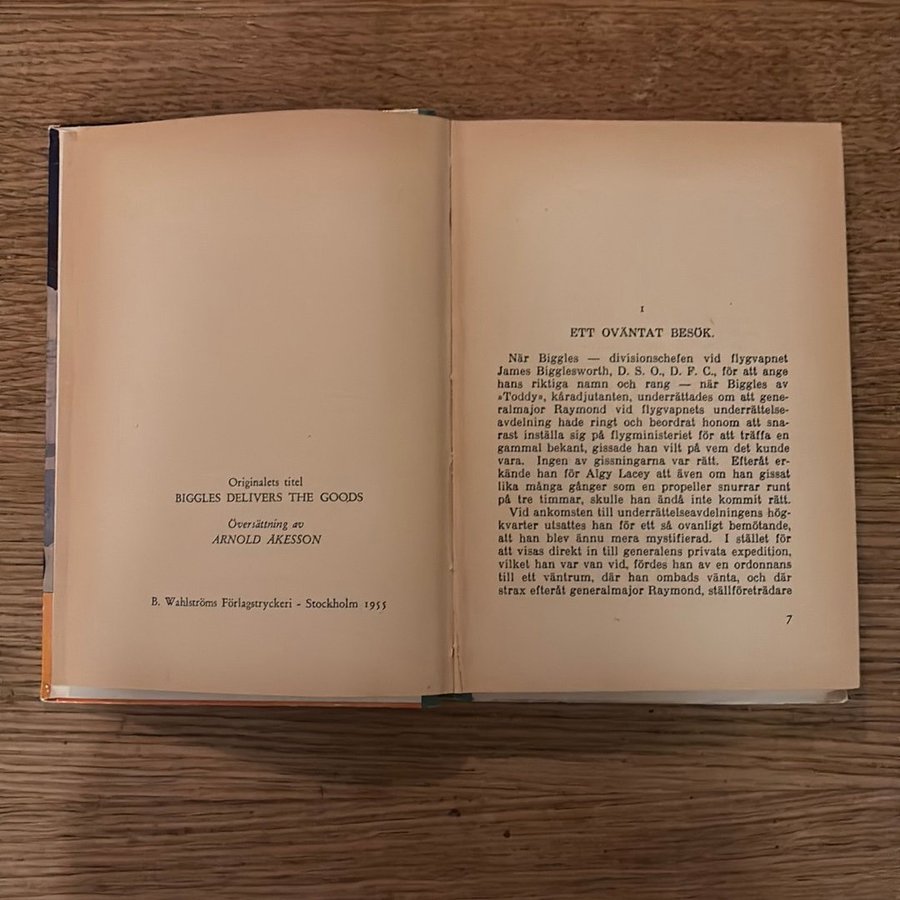 Originalets titel
BIGGLES DELIVERS THE GOODS
Översättning av
ARNOLD ÅKESSON
B. Wahlströms Förlagstryckeri - Stockholm 1955
I
ETT OVÄNTAT BESÖK.
När Biggles — divisionschefen vid flygvapnet
James Bigglesworth, D. S. O., D. F. C., för att ange
hans riktiga namn och rang — när Biggles av
»Toddy», kåradjutanten, underrättades om att gene-
ralmajor Raymond vid flygvapnets underrättelse-
avdelning hade ringt och beordrat honom att sna-
rast inställa sig på flygministeriet för att träffa en
gammal bekant, gissade han vilt på vem det kunde
vara. Ingen av gissningarna var rätt. Efteråt er-
kände han för Algy Lacey att även om han gissat
lika många gånger som en propeller snurrar runt
på tre timmar, skulle han ändå inte kommit rätt.
Vid ankomsten till underrättelseavdelningens hög-
kvarter utsattes han för ett så ovanligt bemötande,
att han blev ännu mera mystifierad. I stället för
att visas direkt in till generalens privata expedition,
vilket han var van vid, fördes han av en ordonnans
till ett väntrum, där han ombads vänta, och där
strax efteråt generalmajor Raymond, ställföreträdare
7